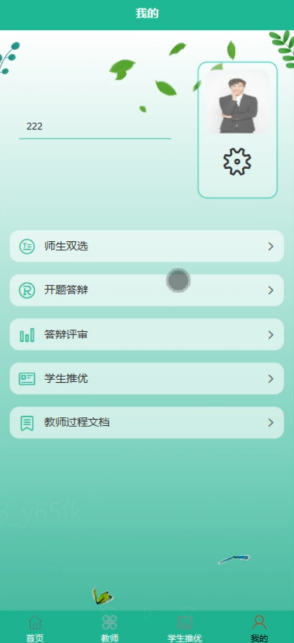 我的
222
师生双选
开题答辩
答辩评审
学生推优
教师过程文档
首页
教师
学生推优
我的